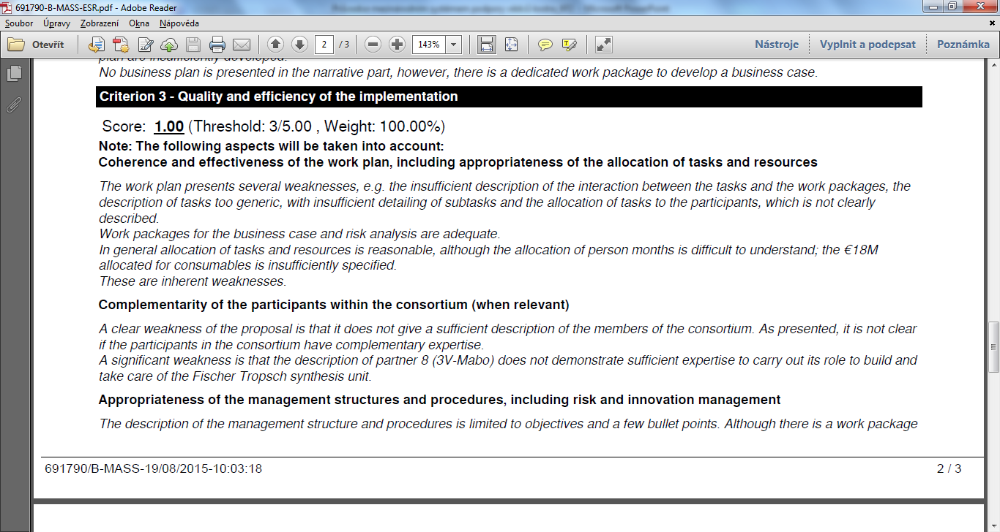 691790-B-MASS-ESR.pdf - Adobe Reader
Soubor Úpravy Zobrazení Okna Nápověda
Otevřít 2 / 3 143% Nástroje Vyplnit a podepsat Poznámka
plan are insufficiently developed.
No business plan is presented in the narrative part, however, there is a dedicated work package to develop a business case.
Criterion 3 - Quality and efficiency of the implementation
Score: 1.00 (Threshold: 3/5.00 , Weight: 100.00%)
Note: The following aspects will be taken into account:
Coherence and effectiveness of the work plan, including appropriateness of the allocation of tasks and resources
The work plan presents several weaknesses, e.g. the insufficient description of the interaction between the tasks and the work packages, the
description of tasks too generic, with insufficient detailing of subtasks and the allocation of tasks to the participants, which is not clearly
described.
Work packages for the business case and risk analysis are adequate.
In general allocation of tasks and resources is reasonable, although the allocation of person months is difficult to understand; the €18M
allocated for consumables is insufficiently specified.
These are inherent weaknesses.
Complementarity of the participants within the consortium (when relevant)
A clear weakness of the proposal is that it does not give a sufficient description of the members of the consortium. As presented, it is not clear
if the participants in the consortium have complementary expertise.
A significant weakness is that the description of partner 8 (3V-Mabo) does not demonstrate sufficient expertise to carry out its role to build and
take care of the Fischer Tropsch synthesis unit.
Appropriateness of the management structures and procedures, including risk and innovation management
The description of the management structure and procedures is limited to objectives and a few bullet points. Although there is a work package
691790/B-MASS-19/08/2015-10:03:18 2 / 3